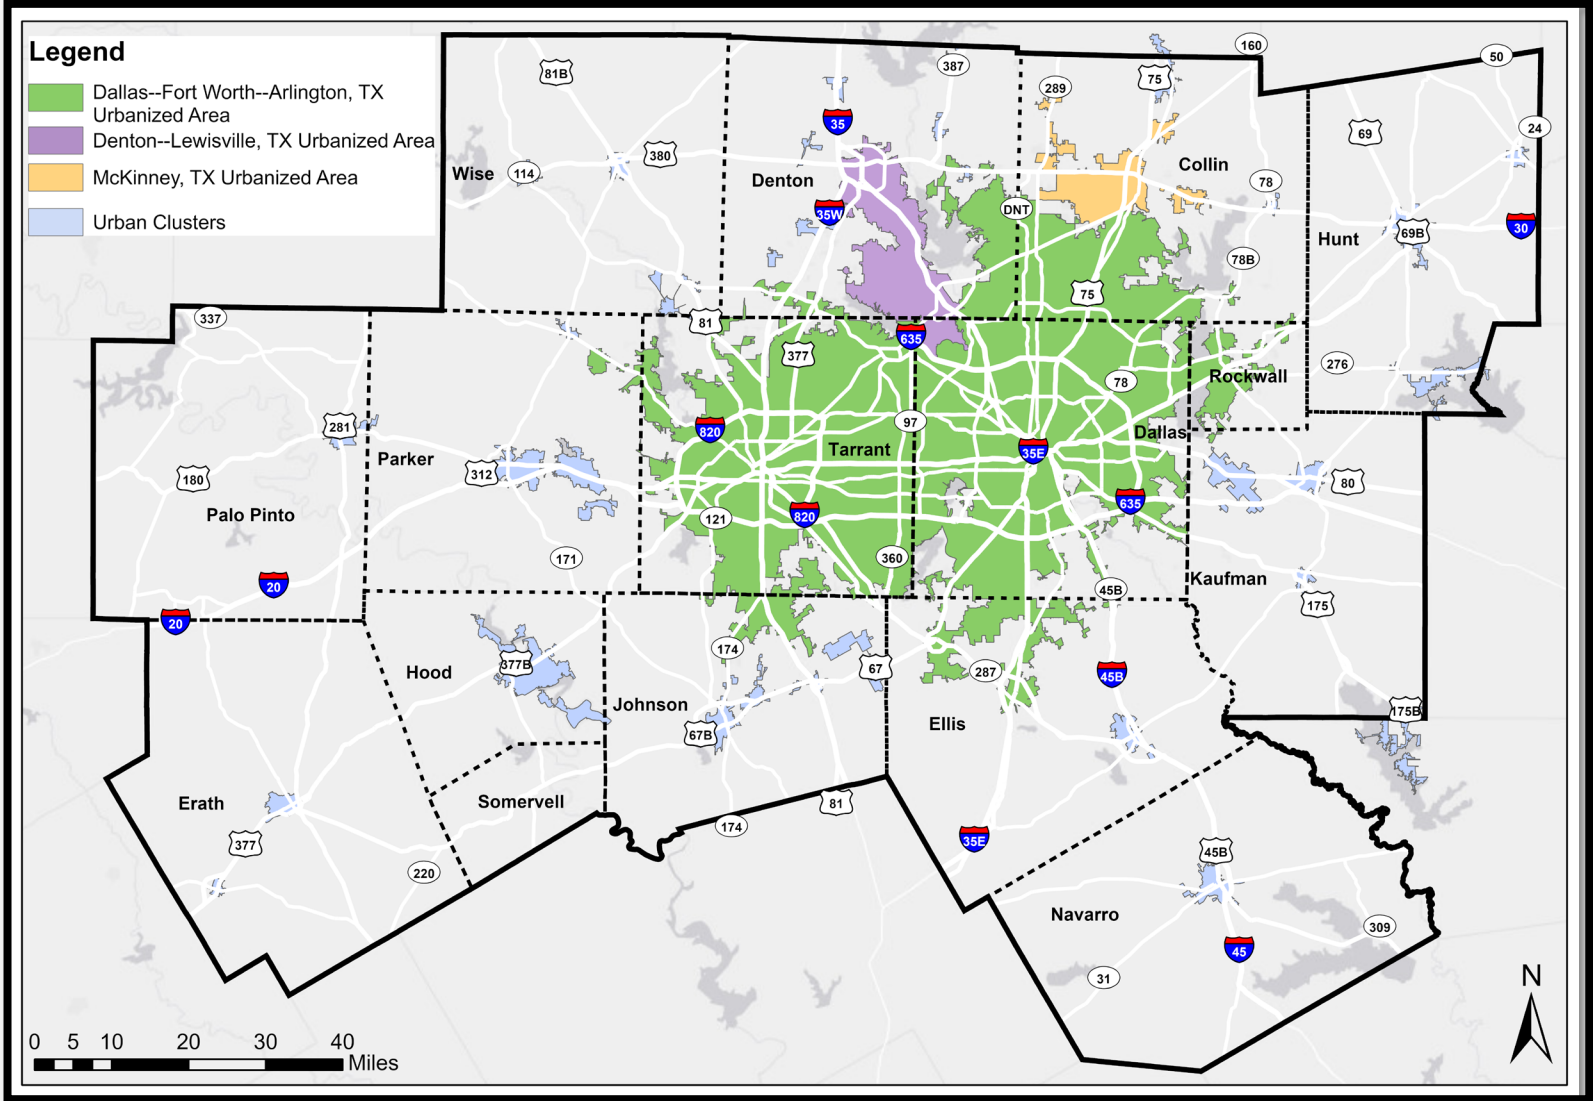 Legend
Dallas--Fort Worth--Arlington, TX
Urbanized Area
Denton--Lewisville, TX Urbanized Area
McKinney, TX Urbanized Area
Urban Clusters
160
50
387
81B
75
289
35
24
69
380
Collin
114
Wise
Denton
78
DNT
35W
30
69B
Hunt
78B
75
337
81
635
377
276
Rockwall
78
97
281
820
Dallas
Tarrant
35E
Parker
312
180
80
635
Palo Pinto
820
121
171
360
Kaufman
20
45B
175
20
174
377B
67
Hood
287
45B
Johnson
175B
Ellis
67B
Somervell
Erath
81
174
35E
377
45B
220
Navarro
309
45
31
N
0 5 10 20 30 40
Miles